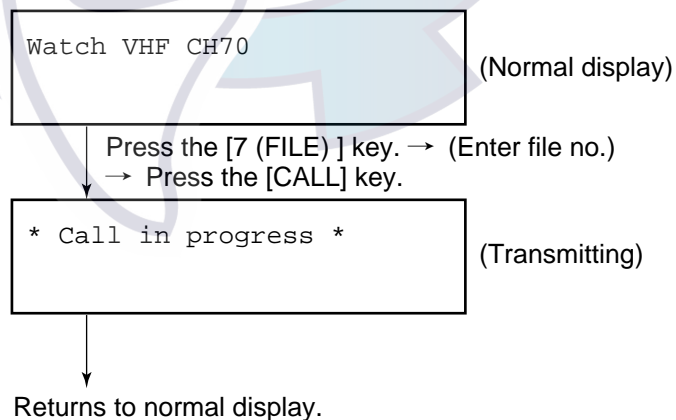 Watch VHF CH70
(Normal display)
Press the [7 (FILE) ] key. → (Enter file no.)
→ Press the [CALL] key.
* Call in progress *
(Transmitting)
Returns to normal display.